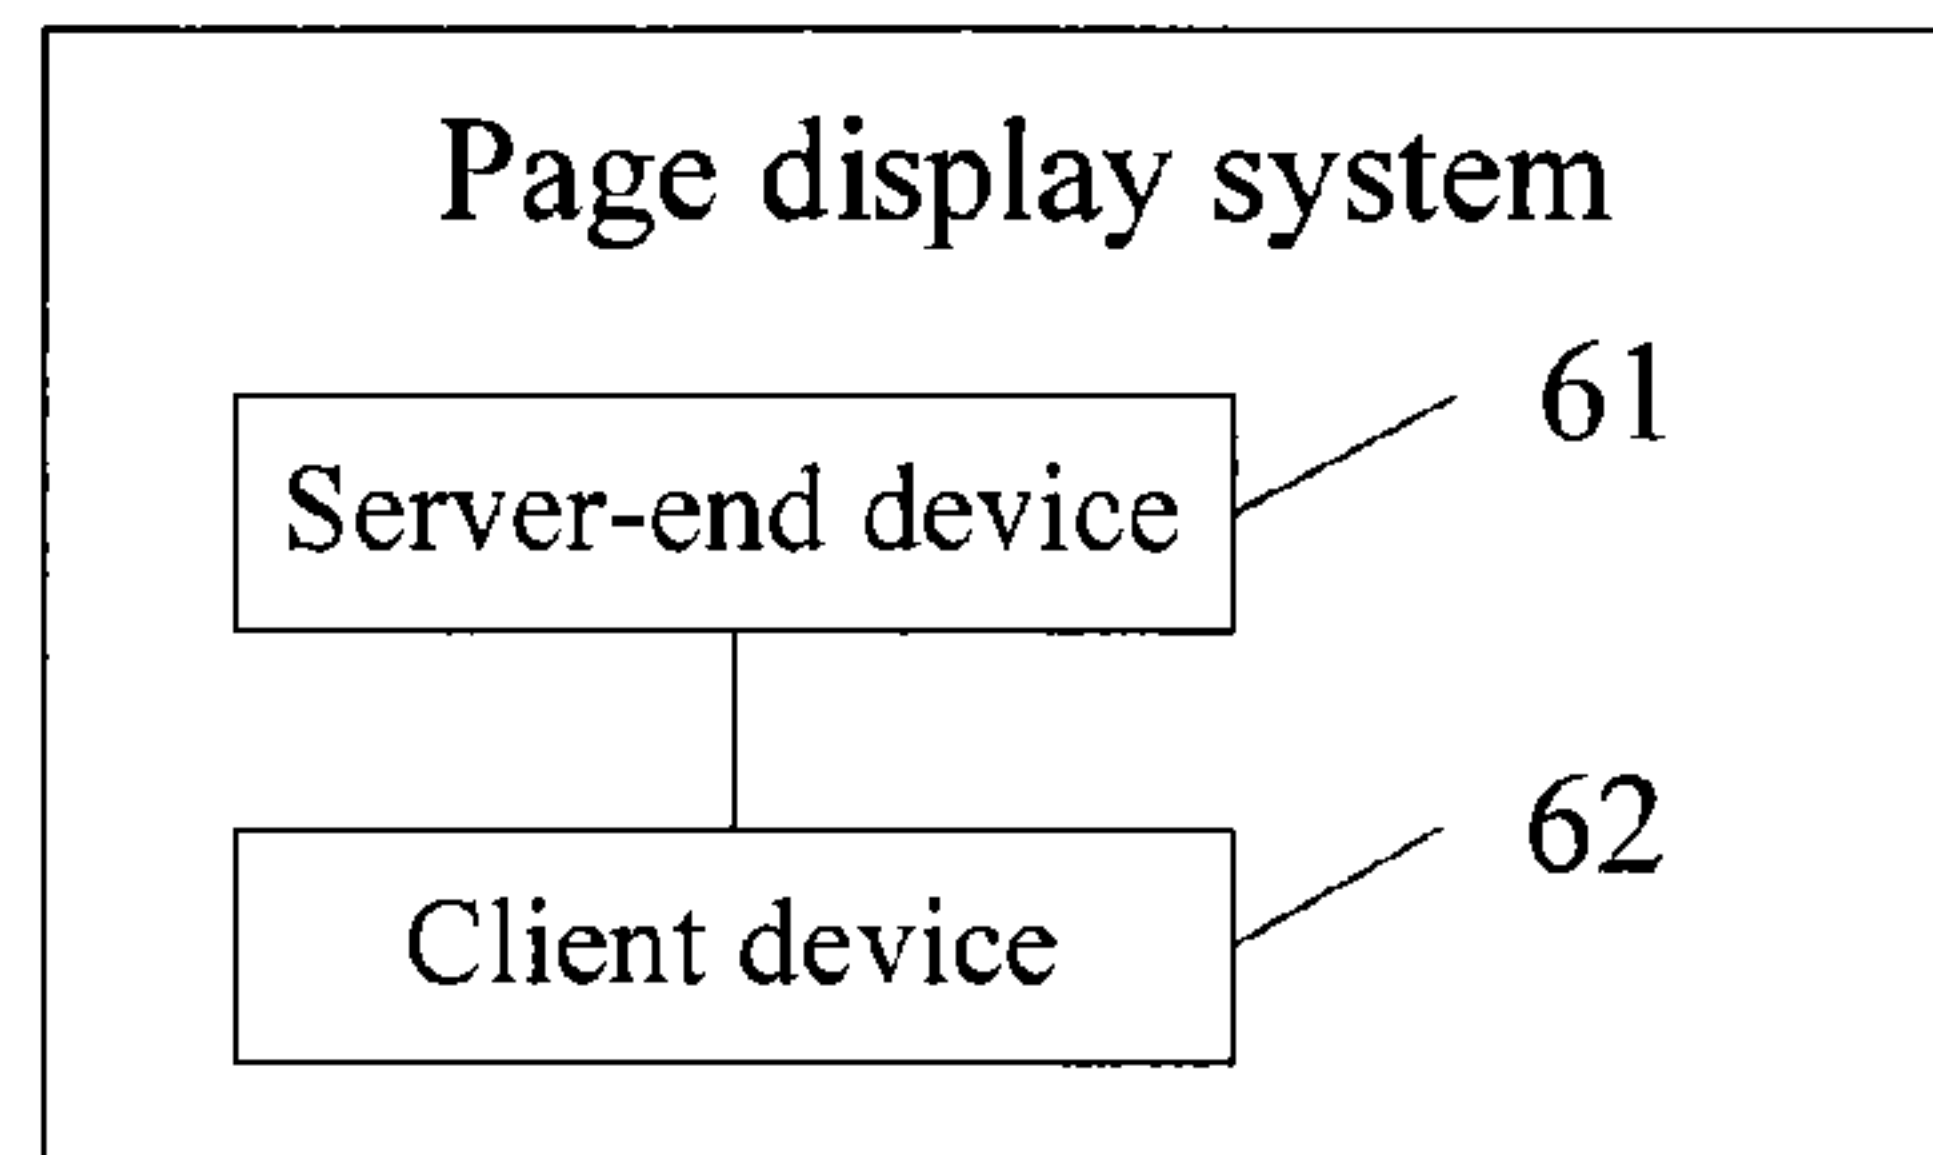 Page display system
61
Server-end device
62
Client device